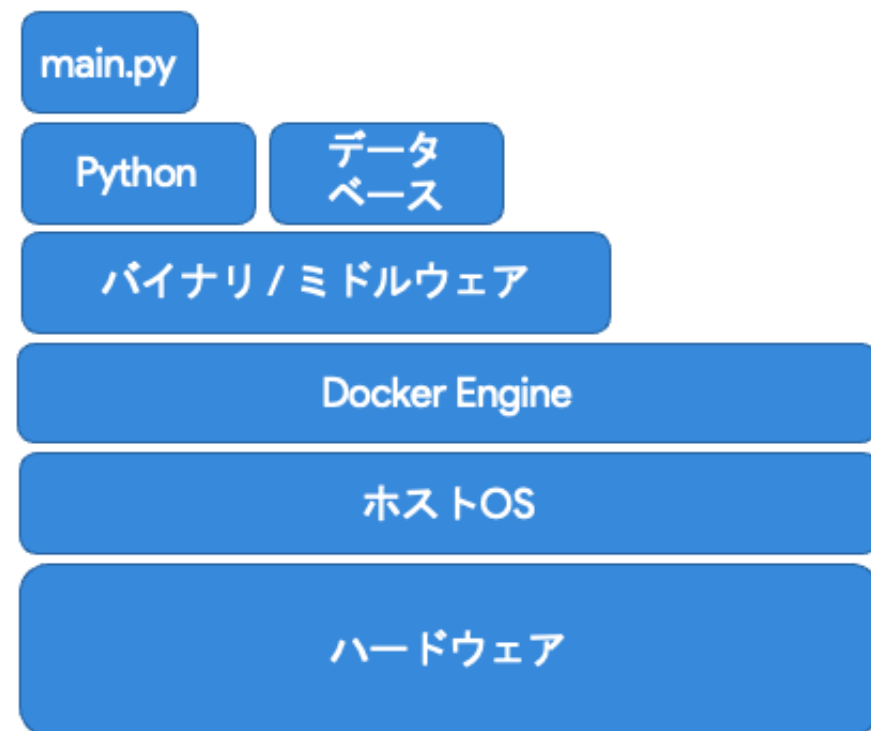 main.py
Python
データ
ベース
バイナリ / ミドルウェア
Docker Engine
ホストOS
ハードウェア